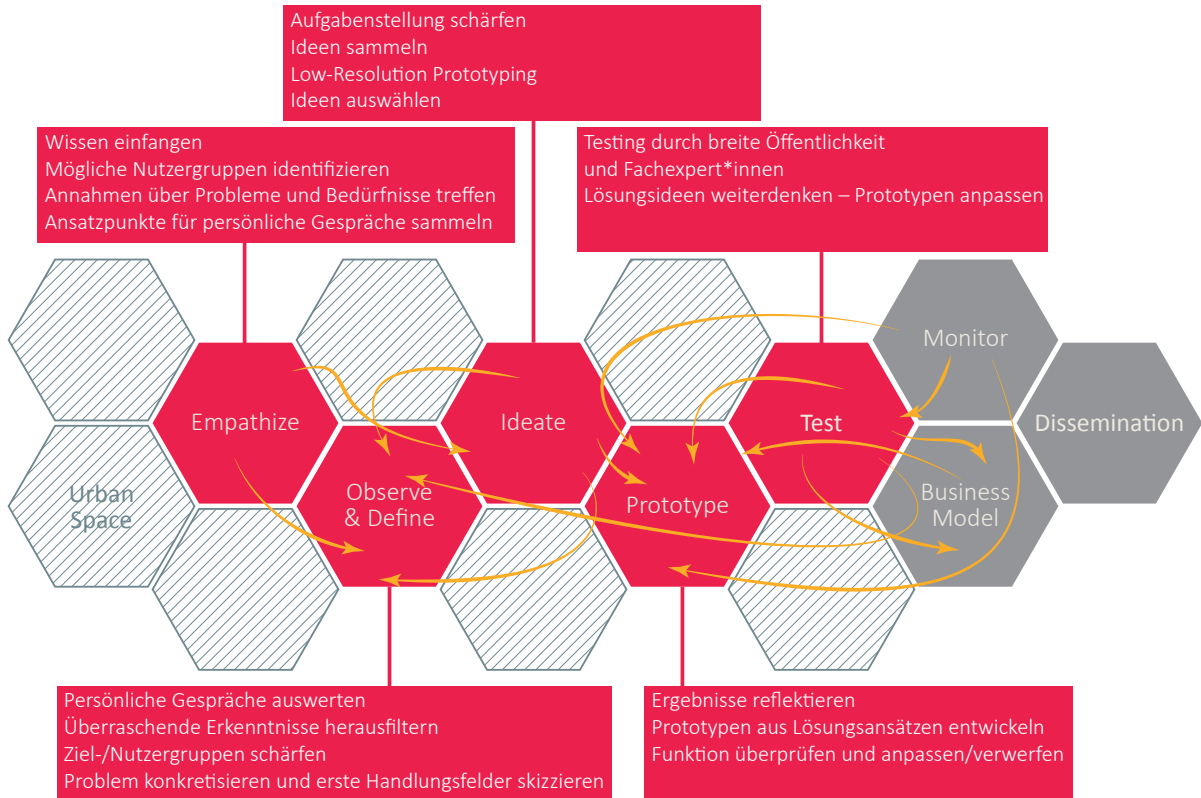 Aufgabenstellung schärfen
Ideen sammeln
Low-Resolution Prototyping
Ideen auswählen
Wissen einfangen
Mögliche Nutzergruppen identifizieren
Annahmen über Probleme und Bedürfnisse treffen
Ansatzpunkte für persönliche Gespräche sammeln
Testing durch breite Öffentlichkeit
und Fachexpert*innen
Lösungsideen weiterdenken – Prototypen anpassen
Monitor
Empathize
Ideate
Test
Dissemination
Urban
Space
Observe
& Define
Prototype
Business
Model
Persönliche Gespräche auswerten
Überraschende Erkenntnisse herausfiltern
Ziel-/Nutzergruppen schärfen
Problem konkretisieren und erste Handlungsfelder skizzieren
Ergebnisse reflektieren
Prototypen aus Lösungsansätzen entwickeln
Funktion überprüfen und anpassen/verwerfen